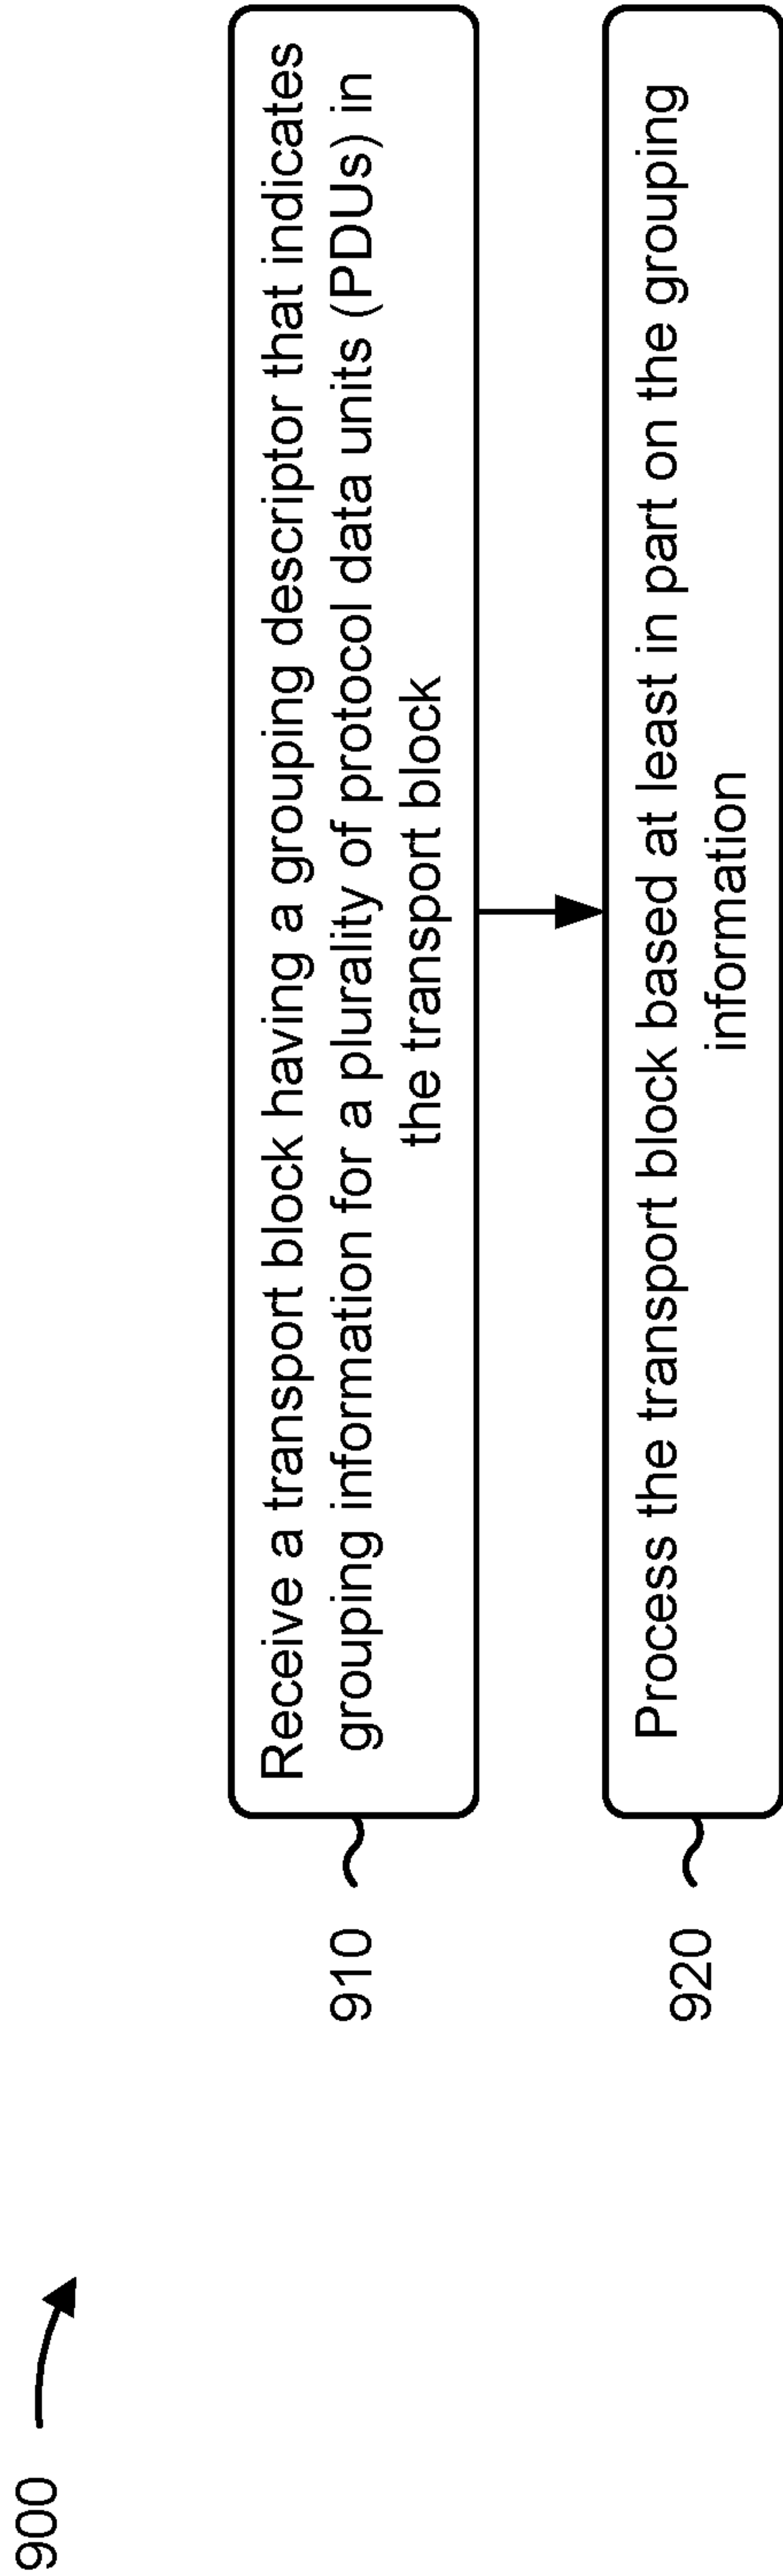 900
910
Receive a transport block having a grouping descriptor that indicates
grouping information for a plurality of protocol data units (PDUs) in
the transport block
920
Process the transport block based at least in part on the grouping
information